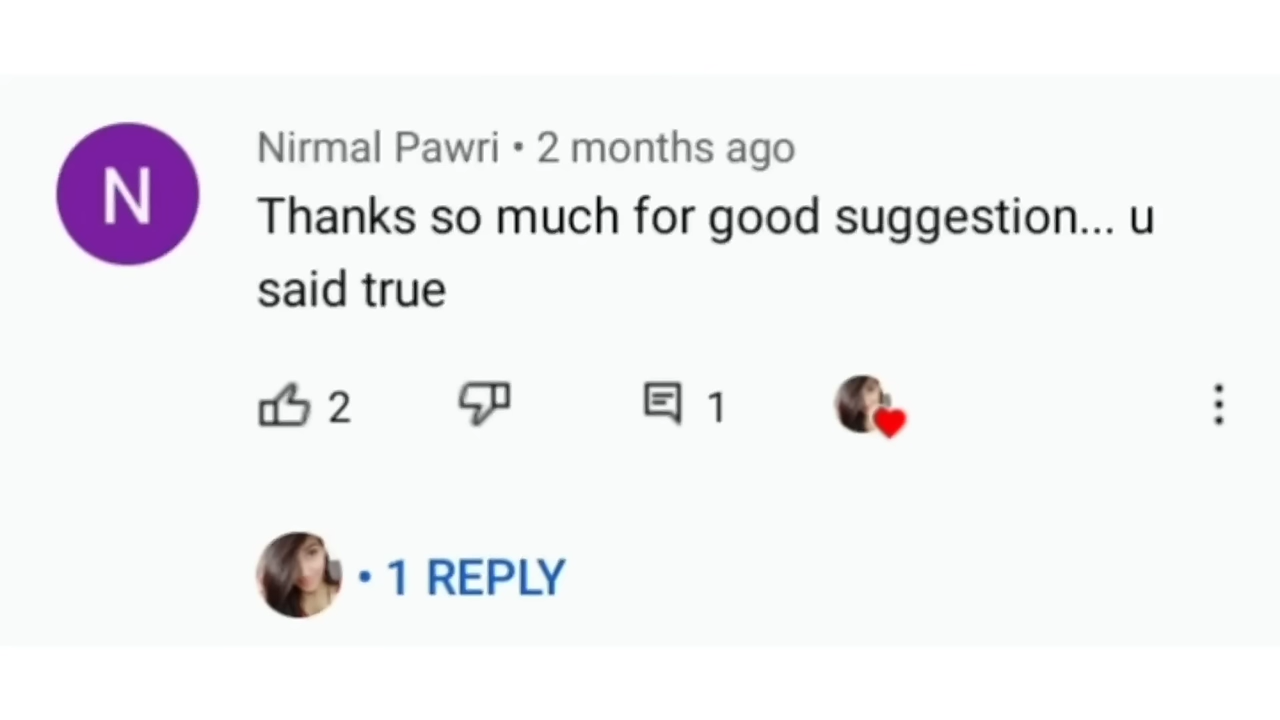 N
Nirmal Pawri • 2 months ago
Thanks so much for good suggestion... u
said true
2
1
• 1 REPLY